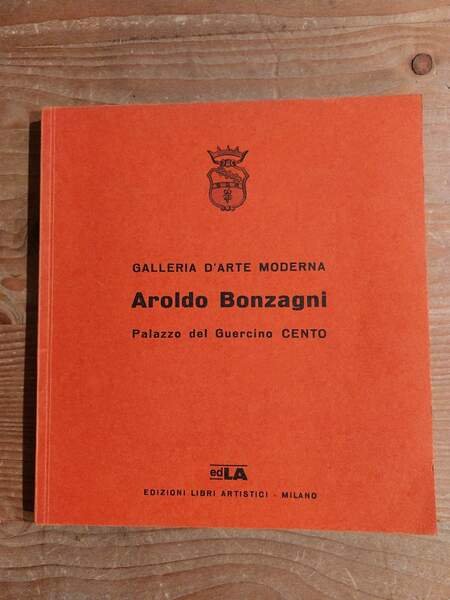 GALLERIA D'ARTE MODERNA
Aroldo Bonzagni
Palazzo del Guercino CENTO
edLA
EDIZIONI LIBRI ARTISTICI - MILANO